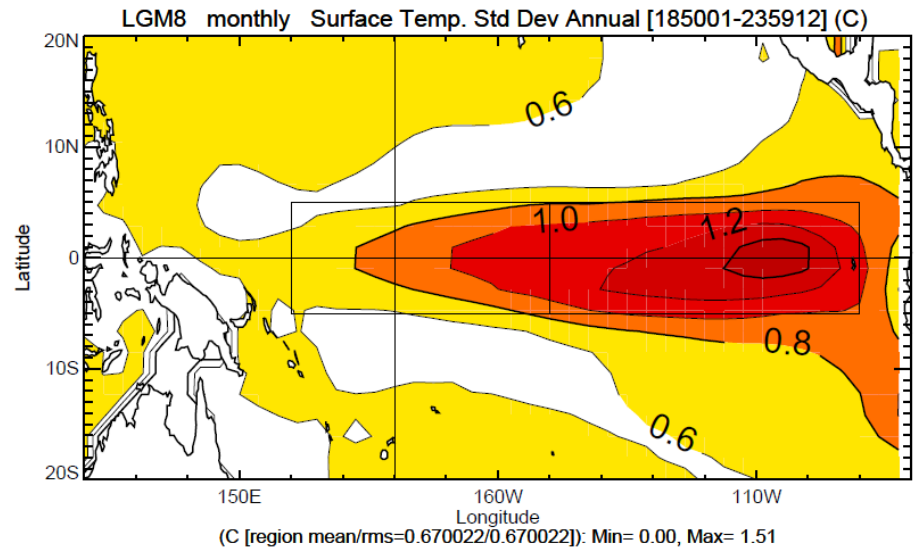 LGM8 monthly Surface Temp. Std Dev Annual [185001-235912] (C)
20N
0.6
10N
1.0
1.2
Latitude
0
0.8
10S
0.6
20S
150E
160W
110W
Longitude
(C [region mean/rms=0.670022/0.670022]): Min= 0.00, Max= 1.51